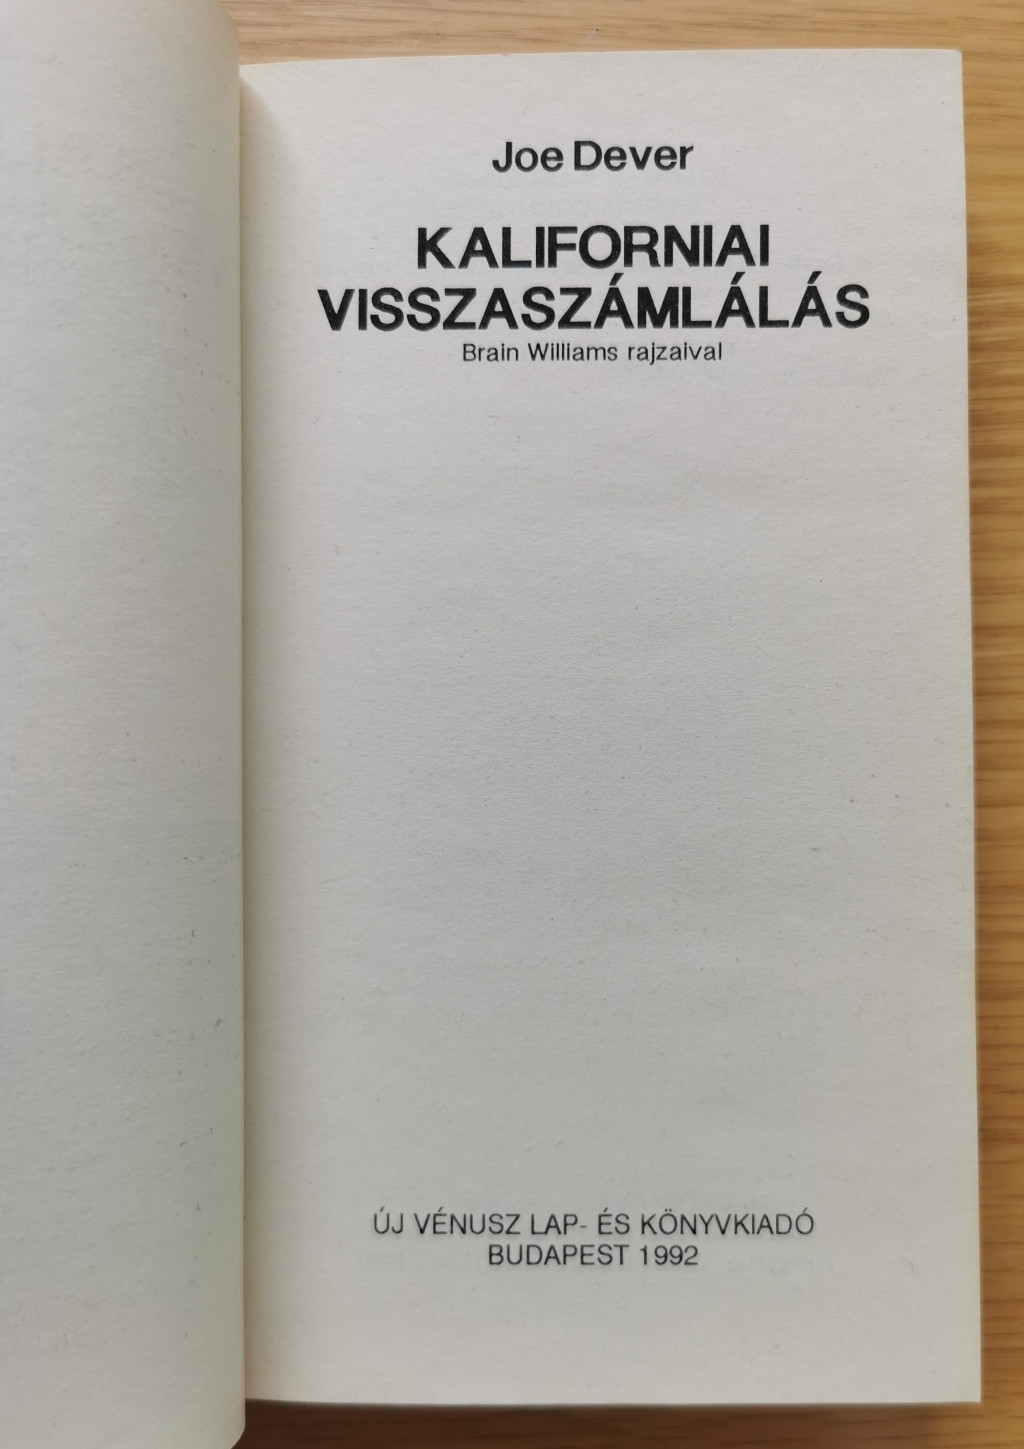 Joe Dever
KALIFORNIAI
VISSZASZÁMLÁLÁS
Brain Williams rajzaival
ÚJ VÉNUSZ LAP- ÉS KÖNYVKIADÓ
BUDAPEST 1992